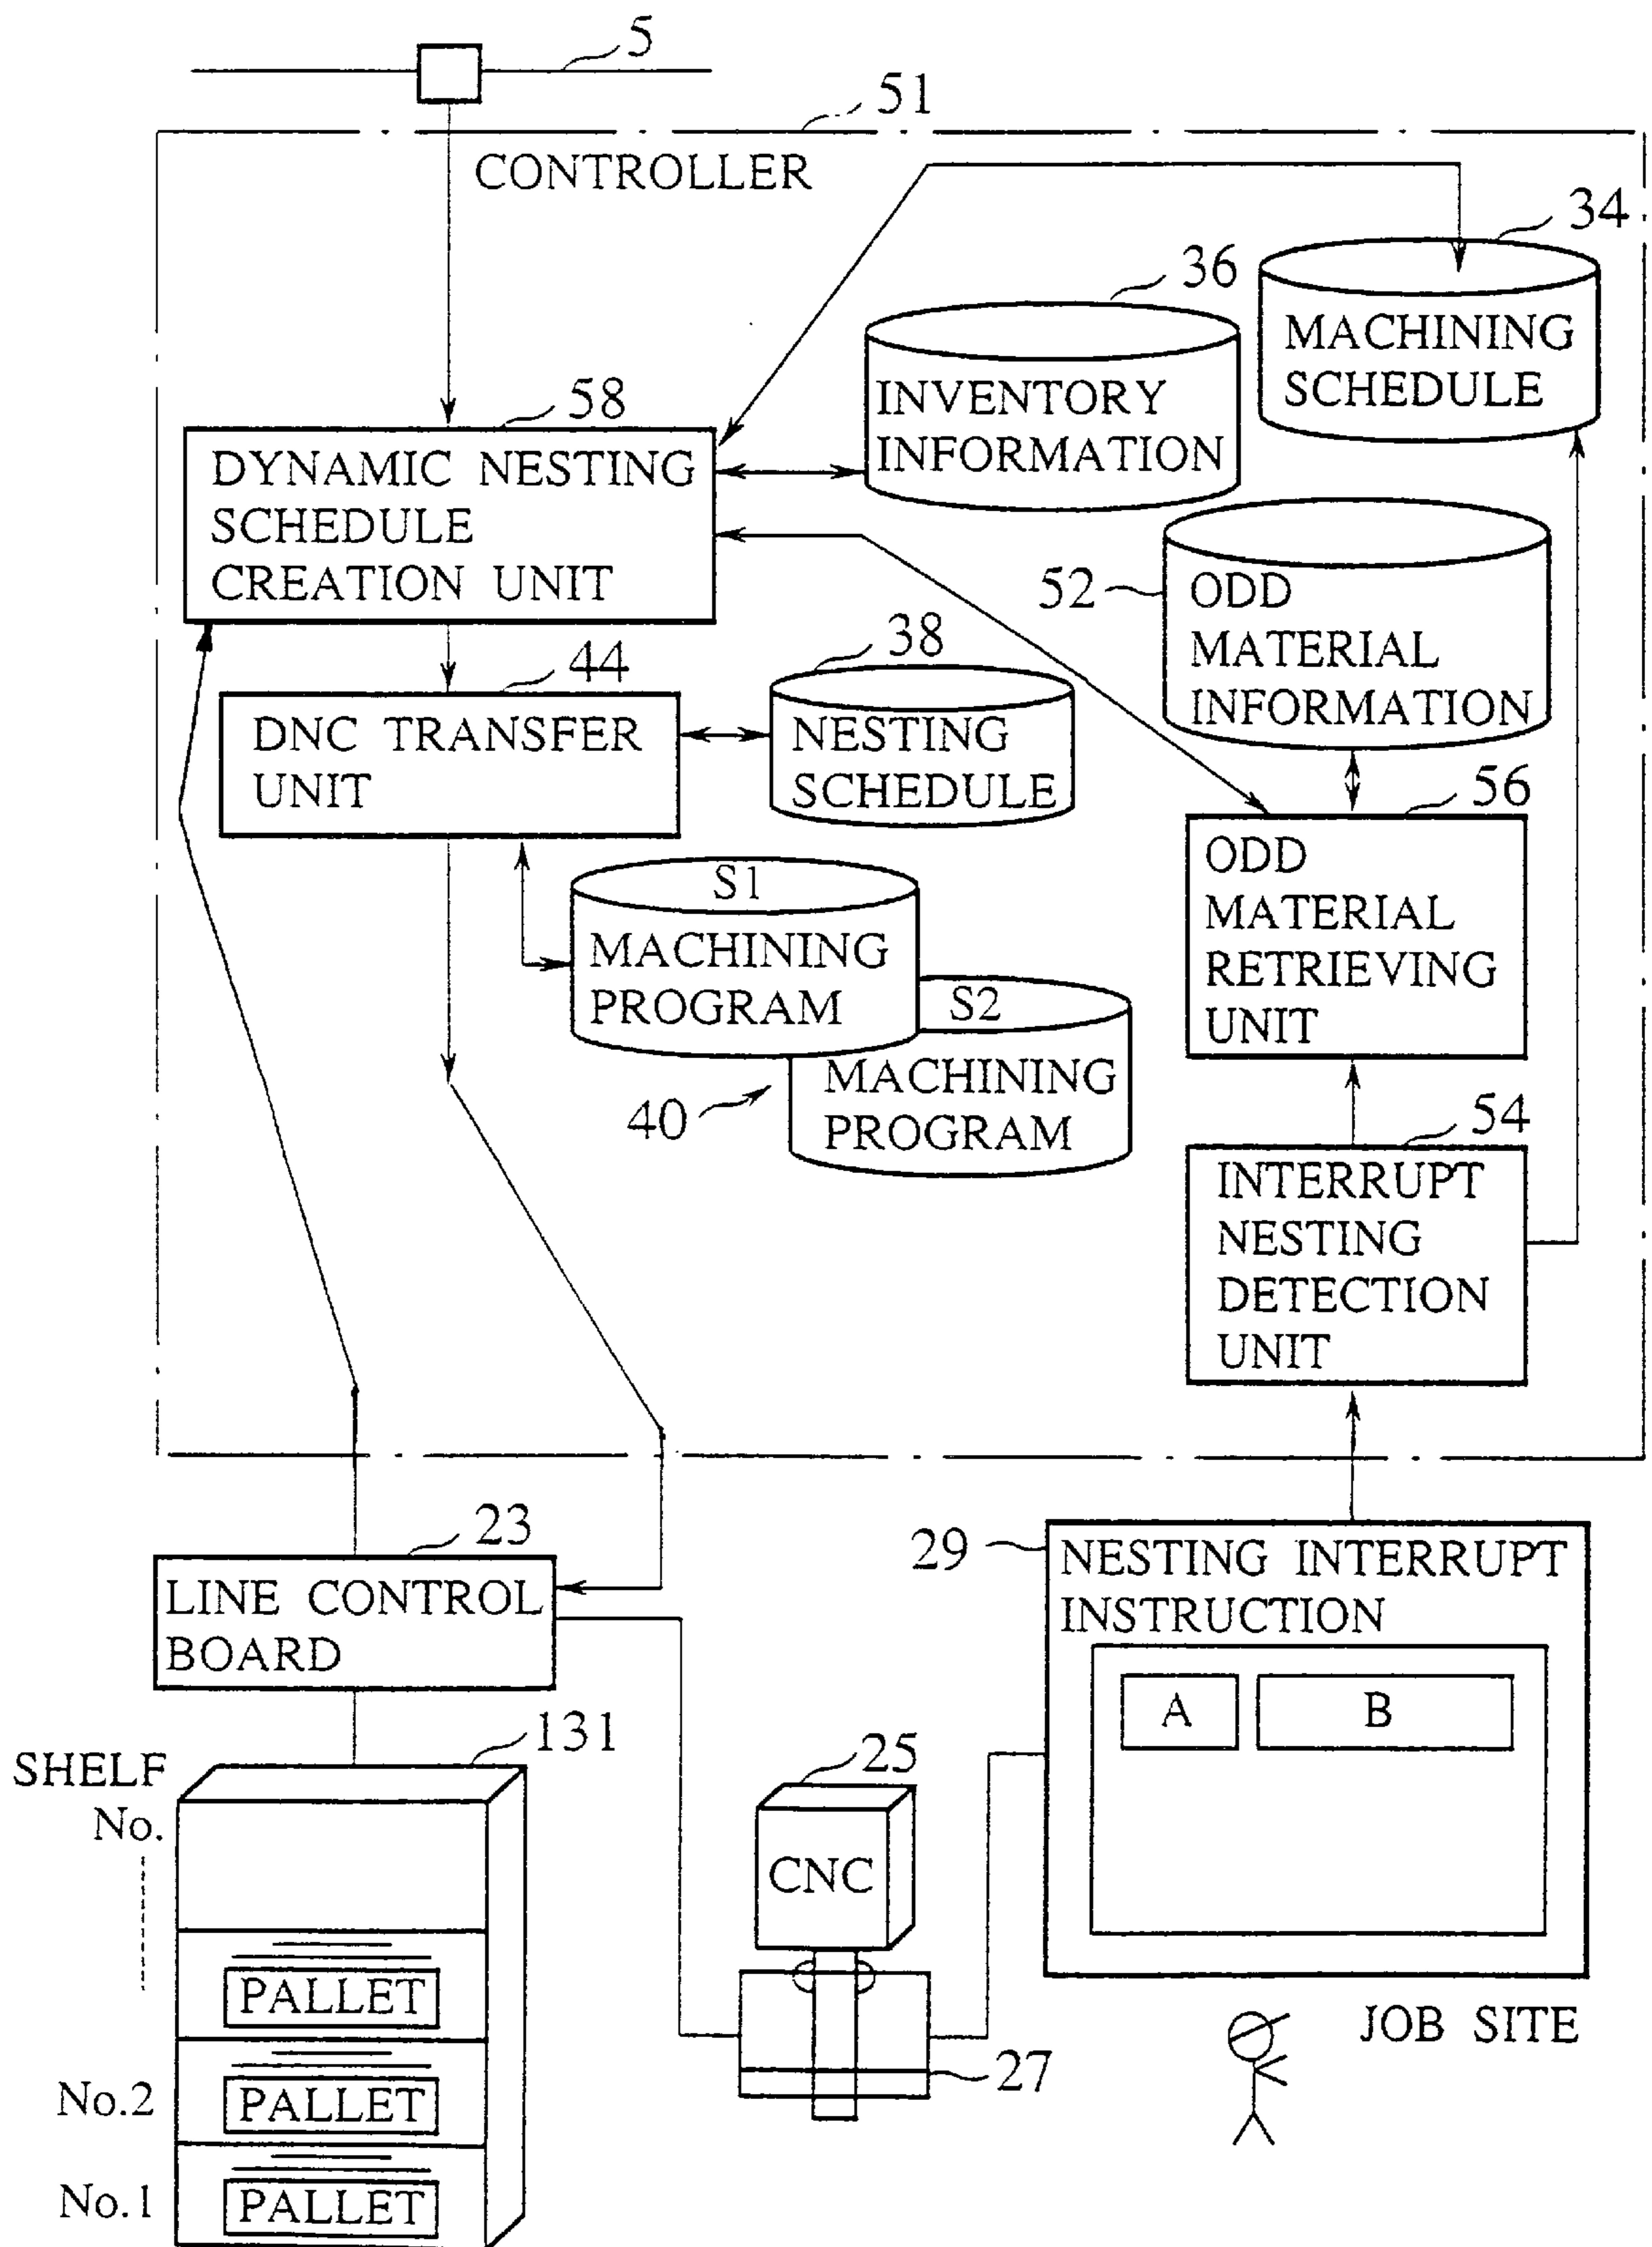 5
51
CONTROLLER
34
MACHINING
SCHEDULE
36
INVENTORY
INFORMATION
58
DYNAMIC NESTING
SCHEDULE
CREATION UNIT
52
ODD
MATERIAL
INFORMATION
38
NESTING
SCHEDULE
44
DNC TRANSFER
UNIT
56
ODD
MATERIAL
RETRIEVING
UNIT
S1
MACHINING
PROGRAM
S2
MACHINING
PROGRAM
40
54
INTERRUPT
NESTING
DETECTION
UNIT
23
LINE CONTROL
BOARD
29
NESTING INTERRUPT
INSTRUCTION
A
B
131
SHELF
No.
25
CNC
27
JOB SITE
PALLET
No.2
PALLET
No.1
PALLET